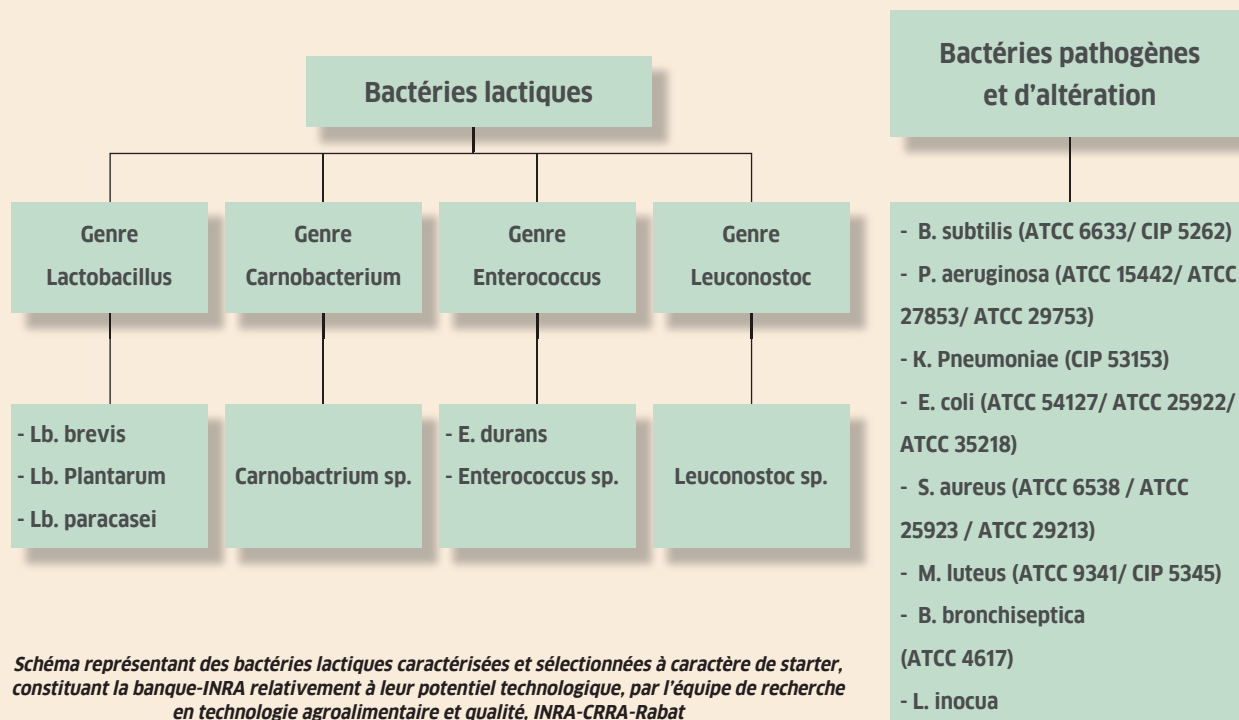 Bactéries lactiques
Genre
Lactobacillus
Genre
Carnobacterium
Genre
Enterococcus
Genre
Leuconostoc
- Lb. brevis
- Lb. Plantarum
- Lb. paracasei
Carnobactrium sp.
- E. durans
- Enterococcus sp.
Leuconostoc sp.
Bactéries pathogènes
et d'altération
- B. subtilis (ATCC 6633/ CIP 5262)
- P. aeruginosa (ATCC 15442/ ATCC
27853/ ATCC 29753)
- K. Pneumoniae (CIP 53153)
- E. coli (ATCC 54127/ ATCC 25922/
ATCC 35218)
- S. aureus (ATCC 6538 / ATCC
25923 / ATCC 29213)
- M. luteus (ATCC 9341/ CIP 5345)
- B. bronchiseptica
(ATCC 4617)
- L. inocua
Schéma représentant des bactéries lactiques caractérisées et sélectionnées à caractère de starter,
constituant la banque-INRA relativement à leur potentiel technologique, par l'équipe de recherche
en technologie agroalimentaire et qualité, INRA-CRRA-Rabat